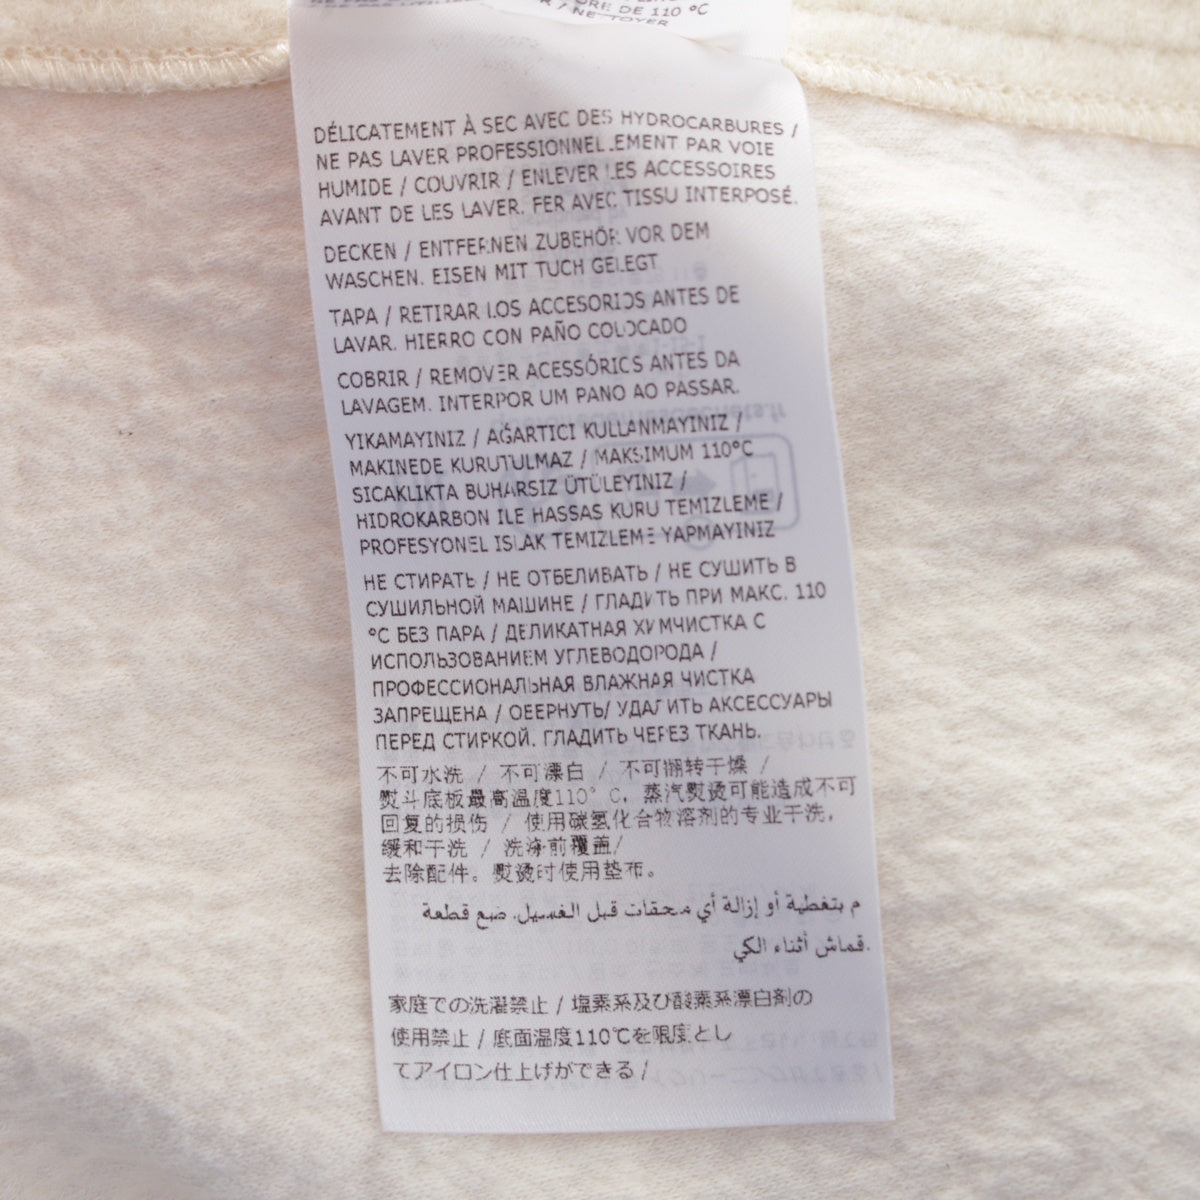 DE 110 °C
DÉLICATEMENT À SEC AVEC DES HYDROCARBURES /
NE PAS LAVER PROFESSIONNELLEMENT PAR VOIE
HUMIDE / COUVRIR / ENLEVER LES ACCESSOIRES
AVANT DE LES LAVER. FER AVEC TISSU INTERPOSÉ.
DECKEN / ENTFERNEN ZUBEHÖR VOR DEM
WASCHEN. EISEN MIT TUCH GELEGT
TAPA / RETIRAR LOS ACCESORIOS ANTES DE
LAVAR. HIERRO CON PAÑO COLOCADO
COBRIR / REMOVER ACESSÓRICS ANTES DA
LAVAGEM. INTERPOR UM PANO AO PASSAR.
YIKAMAYINIZ / AĞARTICI KULLANMAYINIZ /
MAKINEDE KURUTULMAZ / MAKSIMUM 110°C
SICAKLIKTA BUHARSIZ ÜTÜLEYINIZ /
HIDROKARBON ILE HASSAS KURU TEMIZLEME /
PROFESYONEL ISLAK TEMIZLEME YAPMAYINIZ
НЕ СТИРАТЬ / НЕ ОТБЕЛИВАТЬ / НЕ СУШИТЬ В
СУШИЛЬНОЙ МАШИНЕ / ГЛАДИТЬ ПРИ МАКС. 110
°C БЕЗ ПАРА / ДЕЛИКАТНАЯ ХИМЧИСТКА С
ИСПОЛЬЗОВАНИЕМ УГЛЕВОДОРОДА /
ПРОФЕССИОНАЛЬНАЯ ВЛАЖНАЯ ЧИСТКА
ЗАПРЕЩЕНА / ОБЕРНУТЬ/ УДАЛИТЬ АКСЕССУАРЫ
ПЕРЕД СТИРКОЙ. ГЛАДИТЬ ЧЕРЕЗ ТКАНЬ.
不可水洗 / 不可漂白 / 不可翻转干燥 /
熨斗底板最高温度110° C, 蒸汽熨烫可能造成不可
回复的损伤 / 使用碳氢化合物溶剂的专业干洗,
缓和干洗 / 洗涤前覆盖/
去除配件。熨烫时使用垫布。
م بتغطية أو إزالة أي محقات قبل الغسيل. ضع قطعة
قماش أثناء الكي.
家庭での洗濯禁止 / 塩素系及び酸素系漂白剤の
使用禁止 / 底面温度110℃を限度とし
てアイロン仕上げができる /